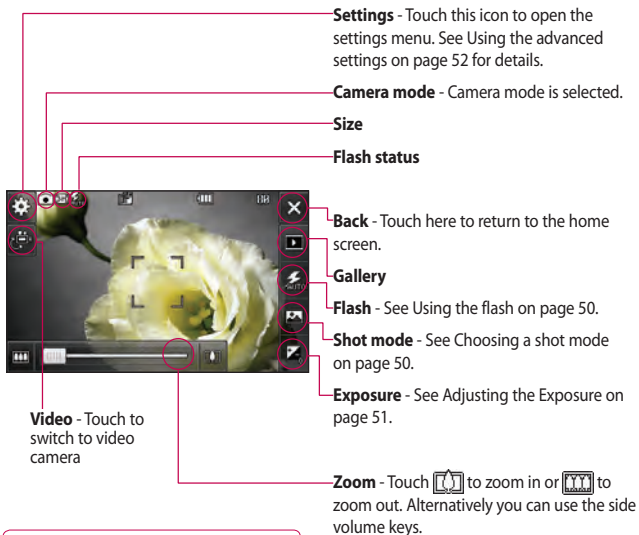 Settings - Touch this icon to open the
settings menu. See Using the advanced
settings on page 52 for details.
Camera mode - Camera mode is selected.
Size
Flash status
Back - Touch here to return to the home
screen.
Gallery
Flash - See Using the flash on page 50.
Shot mode - See Choosing a shot mode
on page 50.
Exposure - See Adjusting the Exposure on
page 51.
Video - Touch to
switch to video
camera
Zoom - Touch to zoom in or to
zoom out. Alternatively you can use the side
volume keys.
AUTO